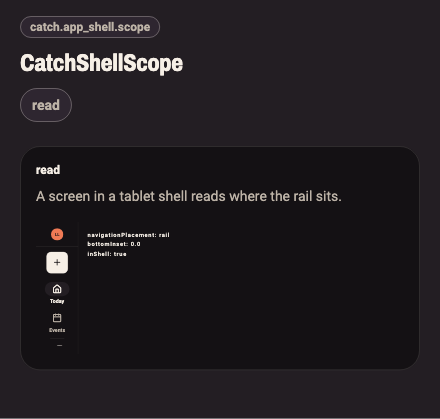 catch.app_shell.scope
CatchShellScope
read
read
A screen in a tablet shell reads where the rail sits.
navigationPlacement: rail
bottomInset: 0.0
inShell: true
+
Today
Events